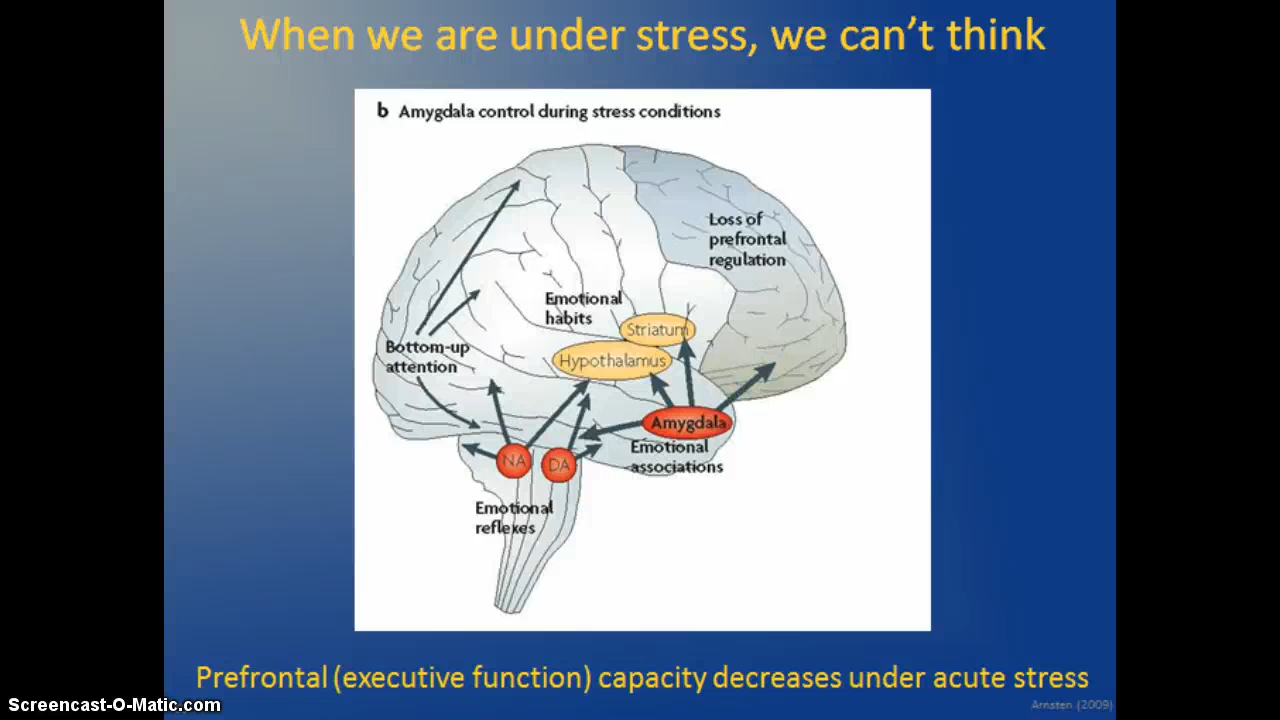 When we are under stress, we can't think
b Amygdala control during stress conditions
Loss of
prefrontal
regulation
Emotional
habits
Striatum
Bottom-up
attention
Hypothalamus
Amygdala
Emotional
associations
NA
DA
Emotional
reflexes
Prefrontal (executive function) capacity decreases under acute stress
Screencast-O-Matic.com
Arnsten (2009)